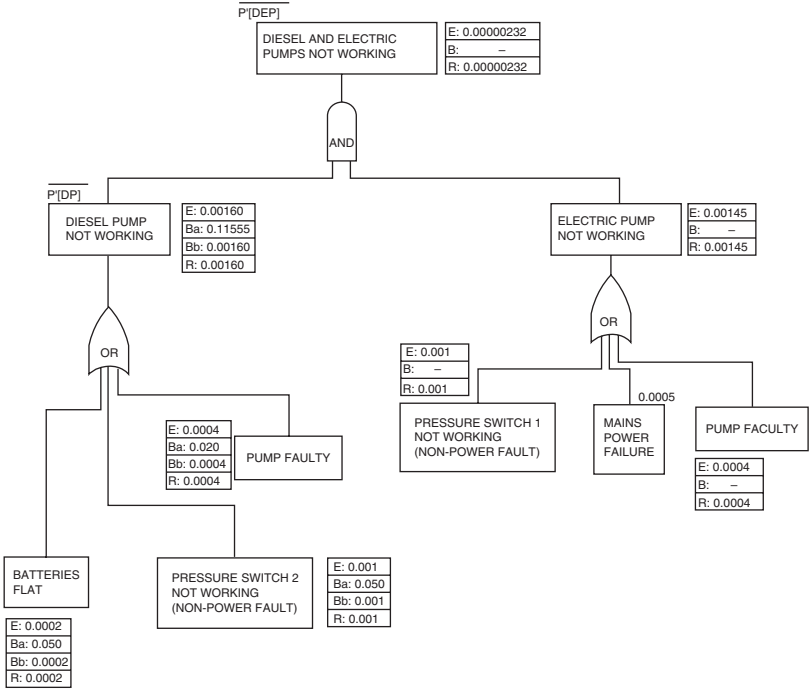 P'[DEP]
DIESEL AND ELECTRIC
PUMPS NOT WORKING
E: 0.00000232
B: –
R: 0.00000232
AND
P'[DP]
DIESEL PUMP
NOT WORKING
E: 0.00160
Ba: 0.11555
Bb: 0.00160
R: 0.00160
ELECTRIC PUMP
NOT WORKING
E: 0.00145
B: –
R: 0.00145
OR
OR
E: 0.0004
Ba: 0.020
Bb: 0.0004
R: 0.0004
PUMP FAULTY
E: 0.001
B: –
R: 0.001
PRESSURE SWITCH 1
NOT WORKING
(NON-POWER FAULT)
0.0005
MAINS
POWER
FAILURE
PUMP FACULTY
E: 0.0004
B: –
R: 0.0004
BATTERIES
FLAT
E: 0.0002
Ba: 0.050
Bb: 0.0002
R: 0.0002
PRESSURE SWITCH 2
NOT WORKING
(NON-POWER FAULT)
E: 0.001
Ba: 0.050
Bb: 0.001
R: 0.001